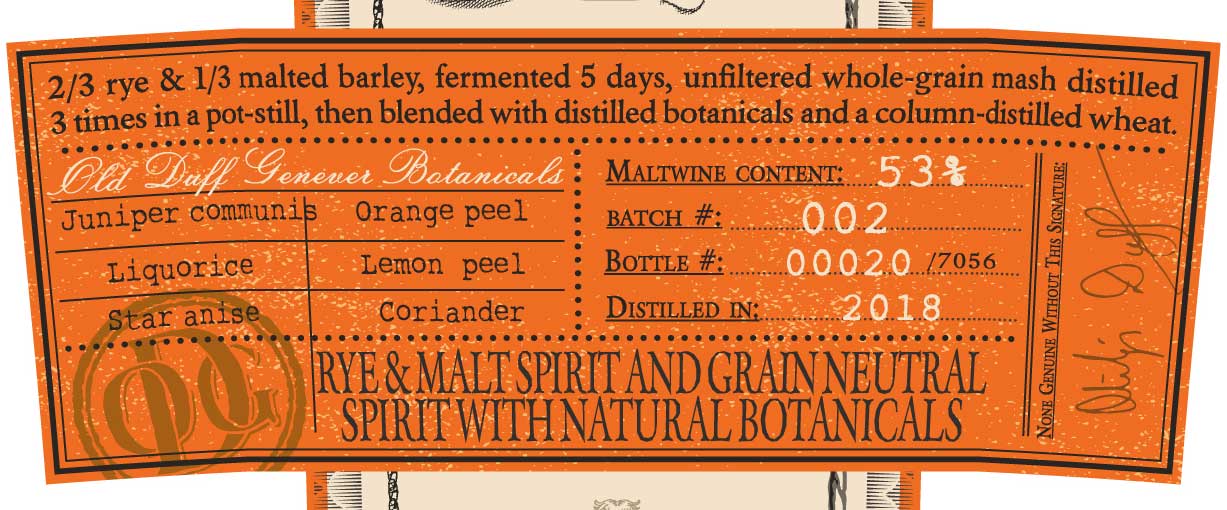 2/3 rye & 1/3 malted barley, fermented 5 days, unfiltered whole-grain mash distilled
3 times in a pot-still, then blended with distilled botanicals and a column-distilled wheat.
Old Duff Genever Botanicals
Juniper communis Orange peel
Liquorice Lemon peel
Star anise Coriander
MALTWINE CONTENT: 53%
BATCH #: 002
BOTTLE #: 00020 /7056
DISTILLED IN: 2018
NONE GENUINE WITHOUT THIS SIGNATURE:
Philip Duff
RYE & MALT SPIRIT AND GRAIN NEUTRAL
SPIRIT WITH NATURAL BOTANICALS